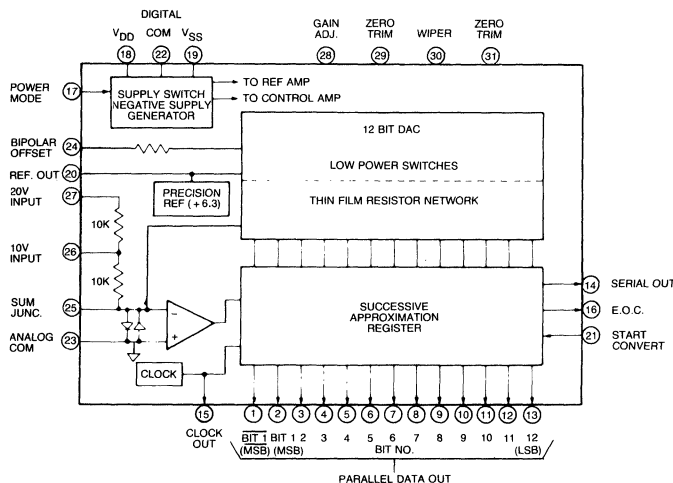 DIGITAL
VDD COM VSS
18 22 19
GAIN ADJ.
28
ZERO TRIM
29
WIPER
30
ZERO TRIM
31
POWER MODE 17
SUPPLY SWITCH
NEGATIVE SUPPLY
GENERATOR
TO REF AMP
TO CONTROL AMP
BIPOLAR OFFSET 24
REF. OUT 20
20V INPUT 27
10V INPUT 26
SUM JUNC. 25
ANALOG COM 23
10K
10K
PRECISION
REF (+6.3)
12 BIT DAC
LOW POWER SWITCHES
THIN FILM RESISTOR NETWORK
SUCCESSIVE
APPROXIMATION
REGISTER
14 SERIAL OUT
16 E.O.C.
21 START CONVERT
− +
CLOCK
15
CLOCK OUT
1 2 3 4 5 6 7 8 9 10 11 12 13
BIT 1 BIT 1 2 3 4 5 6 7 8 9 10 11 12
(MSB) (MSB) BIT NO. (LSB)
PARALLEL DATA OUT